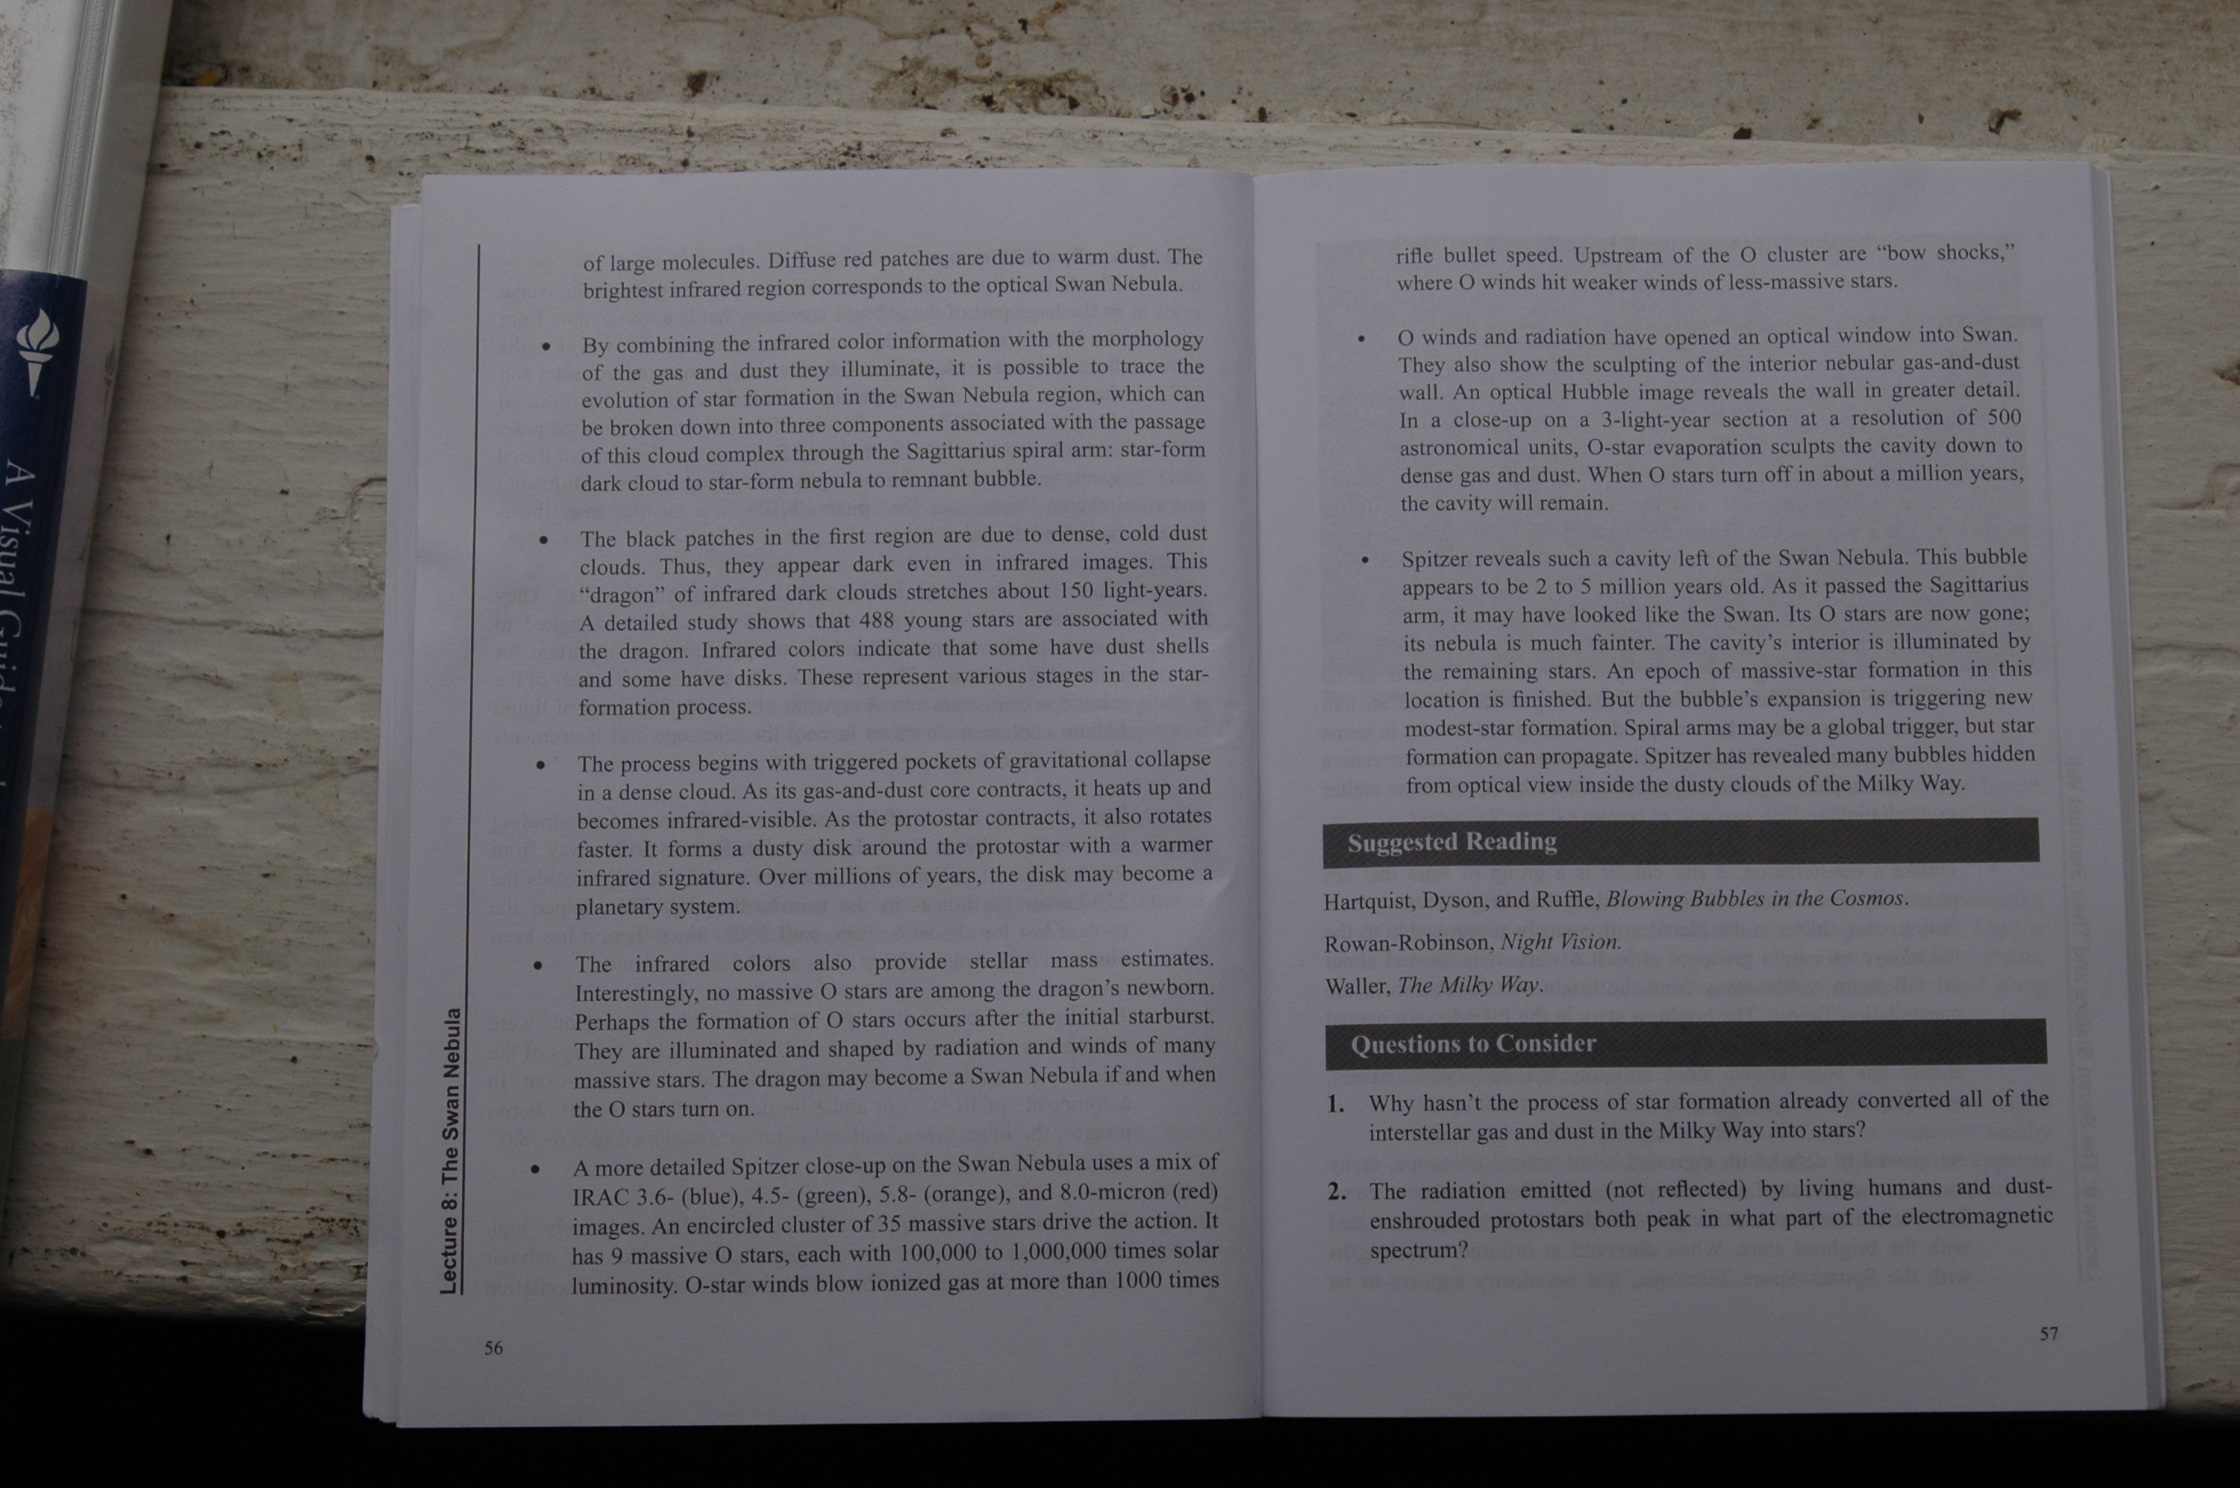 A Visual Guide
of large molecules. Diffuse red patches are due to warm dust. The
brightest infrared region corresponds to the optical Swan Nebula.
• By combining the infrared color information with the morphology
of the gas and dust they illuminate, it is possible to trace the
evolution of star formation in the Swan Nebula region, which can
be broken down into three components associated with the passage
of this cloud complex through the Sagittarius spiral arm: star-form
dark cloud to star-form nebula to remnant bubble.
• The black patches in the first region are due to dense, cold dust
clouds. Thus, they appear dark even in infrared images. This
“dragon” of infrared dark clouds stretches about 150 light-years.
A detailed study shows that 488 young stars are associated with
the dragon. Infrared colors indicate that some have dust shells
and some have disks. These represent various stages in the star-
formation process.
• The process begins with triggered pockets of gravitational collapse
in a dense cloud. As its gas-and-dust core contracts, it heats up and
becomes infrared-visible. As the protostar contracts, it also rotates
faster. It forms a dusty disk around the protostar with a warmer
infrared signature. Over millions of years, the disk may become a
planetary system.
• The infrared colors also provide stellar mass estimates.
Interestingly, no massive O stars are among the dragon’s newborn.
Perhaps the formation of O stars occurs after the initial starburst.
They are illuminated and shaped by radiation and winds of many
massive stars. The dragon may become a Swan Nebula if and when
the O stars turn on.
• A more detailed Spitzer close-up on the Swan Nebula uses a mix of
IRAC 3.6- (blue), 4.5- (green), 5.8- (orange), and 8.0-micron (red)
images. An encircled cluster of 35 massive stars drive the action. It
has 9 massive O stars, each with 100,000 to 1,000,000 times solar
luminosity. O-star winds blow ionized gas at more than 1000 times
Lecture 8: The Swan Nebula
56
rifle bullet speed. Upstream of the O cluster are “bow shocks,”
where O winds hit weaker winds of less-massive stars.
• O winds and radiation have opened an optical window into Swan.
They also show the sculpting of the interior nebular gas-and-dust
wall. An optical Hubble image reveals the wall in greater detail.
In a close-up on a 3-light-year section at a resolution of 500
astronomical units, O-star evaporation sculpts the cavity down to
dense gas and dust. When O stars turn off in about a million years,
the cavity will remain.
• Spitzer reveals such a cavity left of the Swan Nebula. This bubble
appears to be 2 to 5 million years old. As it passed the Sagittarius
arm, it may have looked like the Swan. Its O stars are now gone;
its nebula is much fainter. The cavity’s interior is illuminated by
the remaining stars. An epoch of massive-star formation in this
location is finished. But the bubble’s expansion is triggering new
modest-star formation. Spiral arms may be a global trigger, but star
formation can propagate. Spitzer has revealed many bubbles hidden
from optical view inside the dusty clouds of the Milky Way.
Suggested Reading
Hartquist, Dyson, and Ruffle, Blowing Bubbles in the Cosmos.
Rowan-Robinson, Night Vision.
Waller, The Milky Way.
Questions to Consider
1. Why hasn’t the process of star formation already converted all of the
interstellar gas and dust in the Milky Way into stars?
2. The radiation emitted (not reflected) by living humans and dust-
enshrouded protostars both peak in what part of the electromagnetic
spectrum?
57